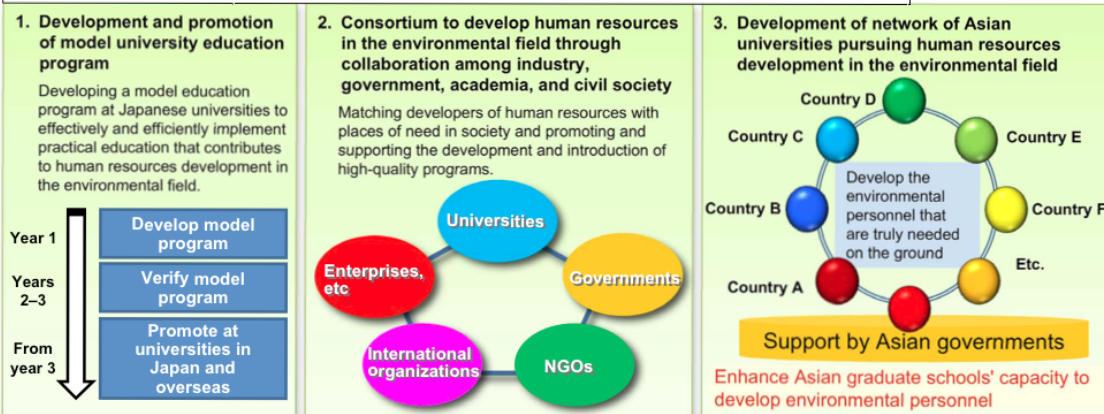 1. Development and promotion
of model university education
program
Developing a model education
program at Japanese universities to
effectively and efficiently implement
practical education that contributes
to human resources development in
the environmental field.
Year 1
Develop model
program
Years
2–3
Verify model
program
From
year 3
Promote at
universities in
Japan and
overseas
2. Consortium to develop human resources
in the environmental field through
collaboration among industry,
government, academia, and civil society
Matching developers of human resources with
places of need in society and promoting and
supporting the development and introduction of
high-quality programs.
Universities
Enterprises,
etc
Governments
International
organizations
NGOs
3. Development of network of Asian
universities pursuing human resources
development in the environmental field
Country D
Country C
Country E
Country B
Country F
Develop the
environmental
personnel that
are truly needed
on the ground
Etc.
Country A
Support by Asian governments
Enhance Asian graduate schools' capacity to
develop environmental personnel